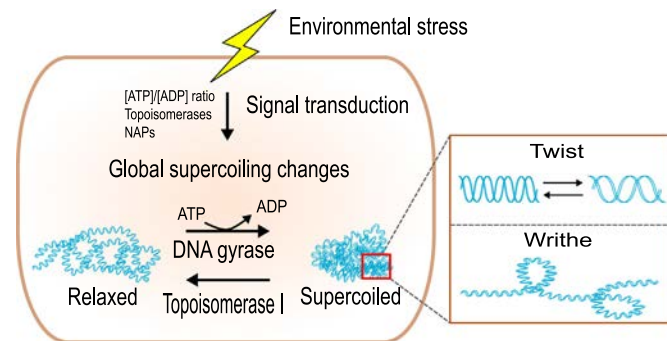 Environmental stress
[ATP]/[ADP] ratio
Topoisomerases
NAPs
Signal transduction
Global supercoiling changes
ATP
ADP
DNA gyrase
Topoisomerase I
Relaxed
Supercoiled
Twist
Writhe